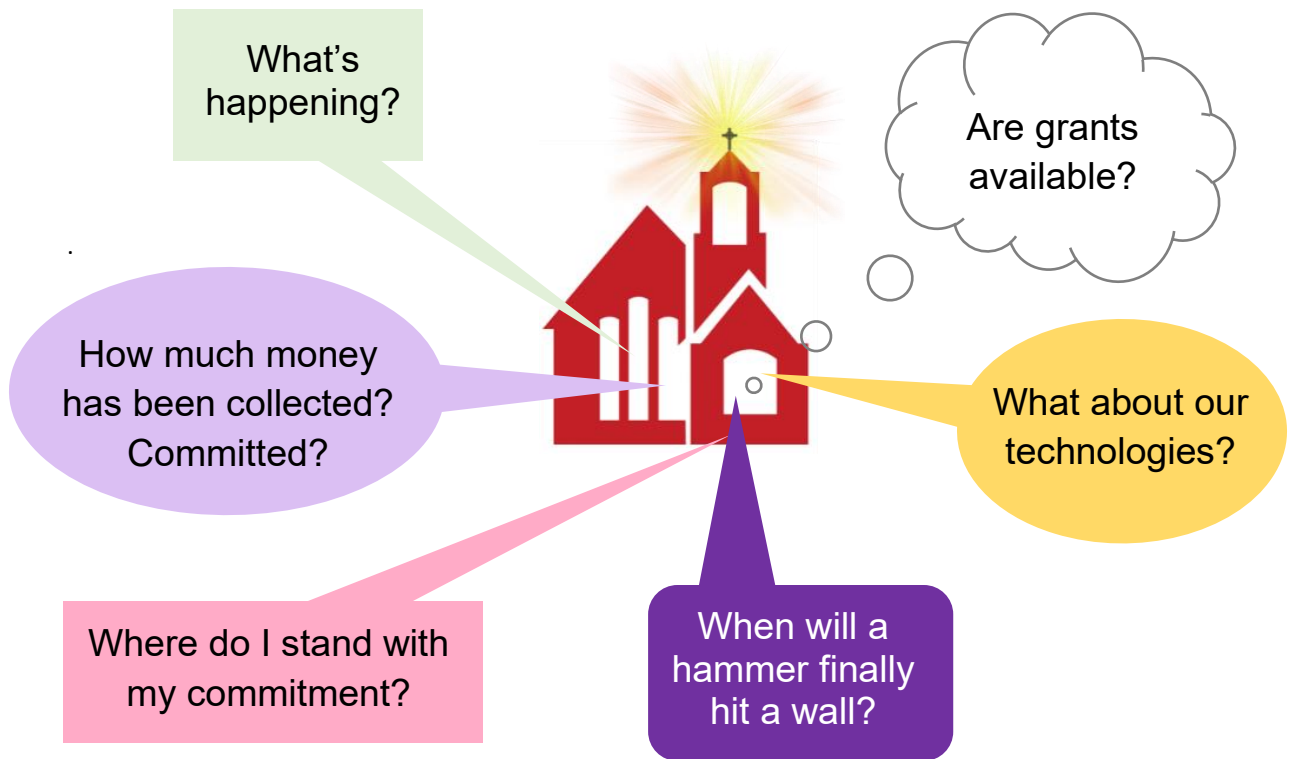 What’s
happening?
Are grants
available?
.
How much money
has been collected?
Committed?
What about our
technologies?
Where do I stand with
my commitment?
When will a
hammer finally
hit a wall?